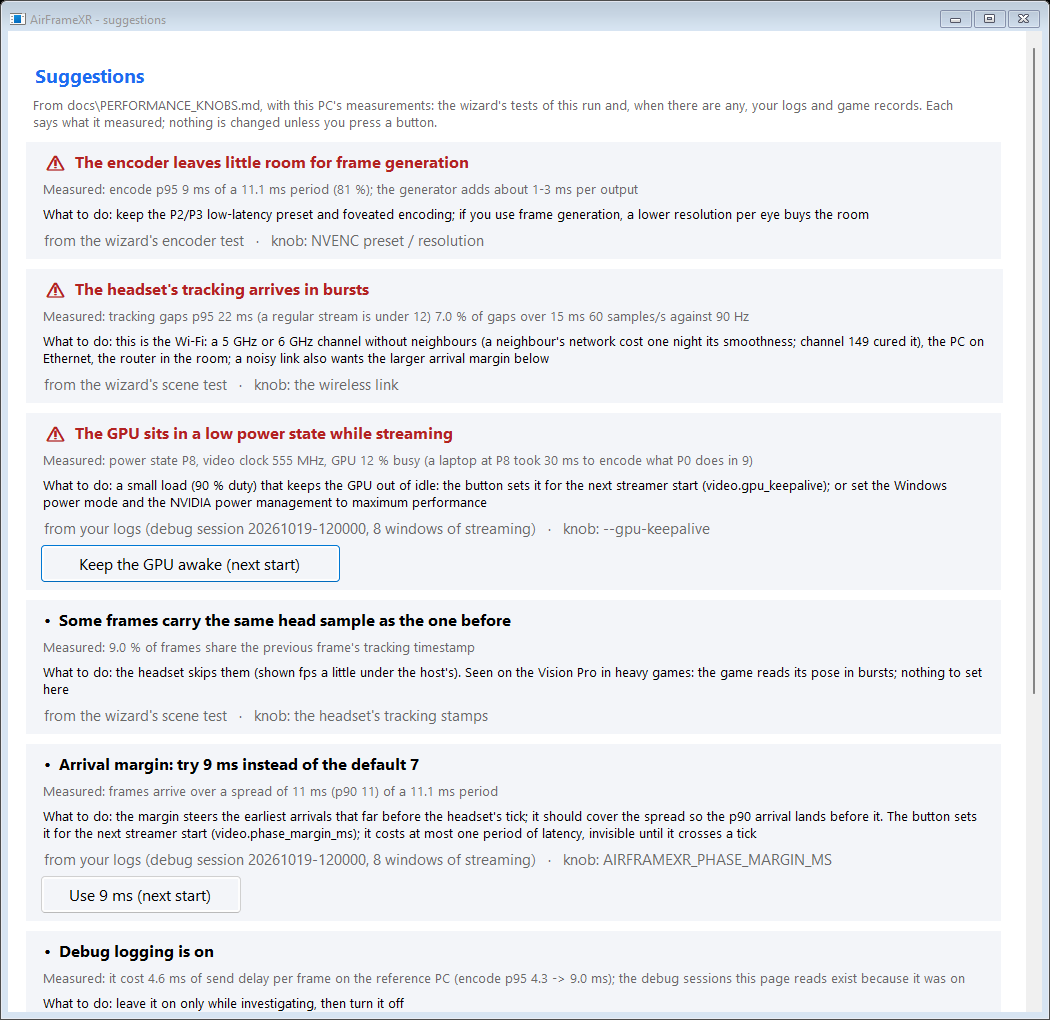 AirFrameXR - suggestions
Suggestions
From docs\PERFORMANCE_KNOBS.md, with this PC's measurements: the wizard's tests of this run and, when there are any, your logs and game records. Each
says what it measured; nothing is changed unless you press a button.
The encoder leaves little room for frame generation
Measured: encode p95 9 ms of a 11.1 ms period (81 %); the generator adds about 1-3 ms per output
What to do: keep the P2/P3 low-latency preset and foveated encoding; if you use frame generation, a lower resolution per eye buys the room
from the wizard's encoder test · knob: NVENC preset / resolution
The headset's tracking arrives in bursts
Measured: tracking gaps p95 22 ms (a regular stream is under 12) 7.0 % of gaps over 15 ms 60 samples/s against 90 Hz
What to do: this is the Wi-Fi: a 5 GHz or 6 GHz channel without neighbours (a neighbour's network cost one night its smoothness; channel 149 cured it), the PC on
Ethernet, the router in the room; a noisy link also wants the larger arrival margin below
from the wizard's scene test · knob: the wireless link
The GPU sits in a low power state while streaming
Measured: power state P8, video clock 555 MHz, GPU 12 % busy (a laptop at P8 took 30 ms to encode what P0 does in 9)
What to do: a small load (90 % duty) that keeps the GPU out of idle: the button sets it for the next streamer start (video.gpu_keepalive); or set the Windows
power mode and the NVIDIA power management to maximum performance
from your logs (debug session 20261019-120000, 8 windows of streaming) · knob: --gpu-keepalive
Keep the GPU awake (next start)
• Some frames carry the same head sample as the one before
Measured: 9.0 % of frames share the previous frame's tracking timestamp
What to do: the headset skips them (shown fps a little under the host's). Seen on the Vision Pro in heavy games: the game reads its pose in bursts; nothing to set
here
from the wizard's scene test · knob: the headset's tracking stamps
• Arrival margin: try 9 ms instead of the default 7
Measured: frames arrive over a spread of 11 ms (p90 11) of a 11.1 ms period
What to do: the margin steers the earliest arrivals that far before the headset's tick; it should cover the spread so the p90 arrival lands before it. The button sets
it for the next streamer start (video.phase_margin_ms); it costs at most one period of latency, invisible until it crosses a tick
from your logs (debug session 20261019-120000, 8 windows of streaming) · knob: AIRFRAMEXR_PHASE_MARGIN_MS
Use 9 ms (next start)
• Debug logging is on
Measured: it cost 4.6 ms of send delay per frame on the reference PC (encode p95 4.3 -> 9.0 ms); the debug sessions this page reads exist because it was on
What to do: leave it on only while investigating, then turn it off